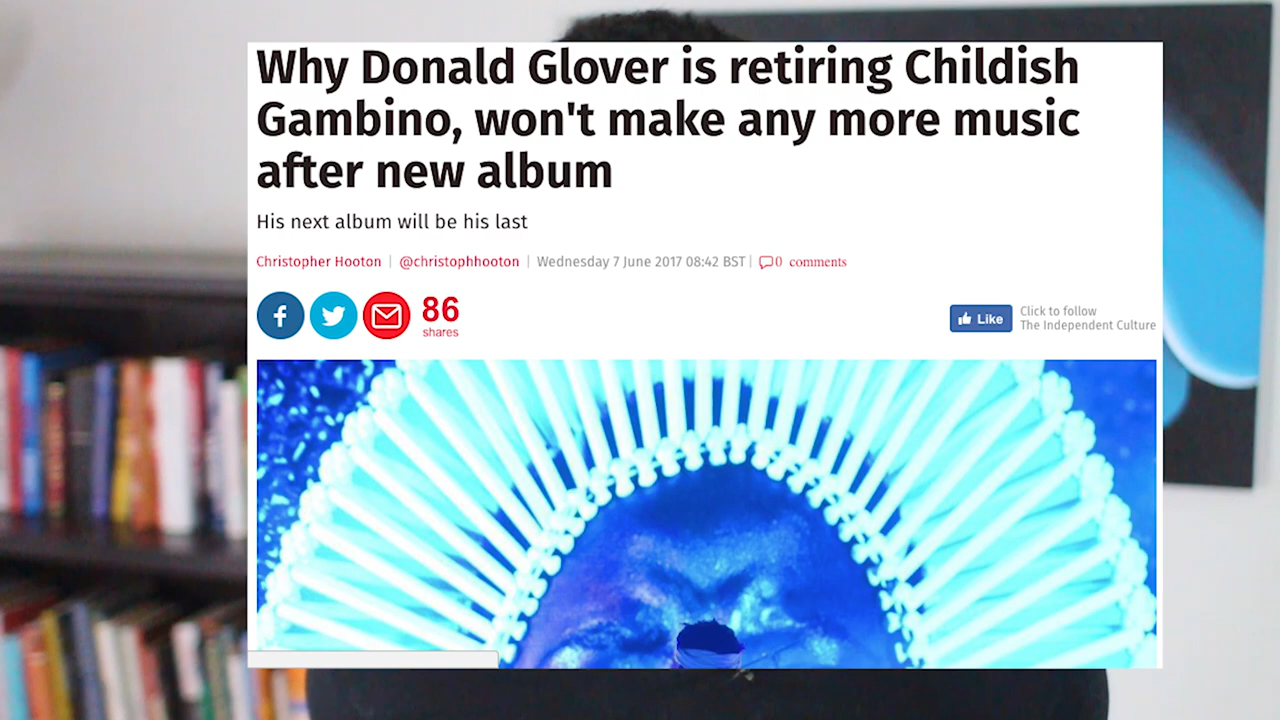 Why Donald Glover is retiring Childish
Gambino, won't make any more music
after new album
His next album will be his last
Christopher Hooton | @christophhooton | Wednesday 7 June 2017 08:42 BST | 0 comments
86
shares
Like
Click to follow
The Independent Culture